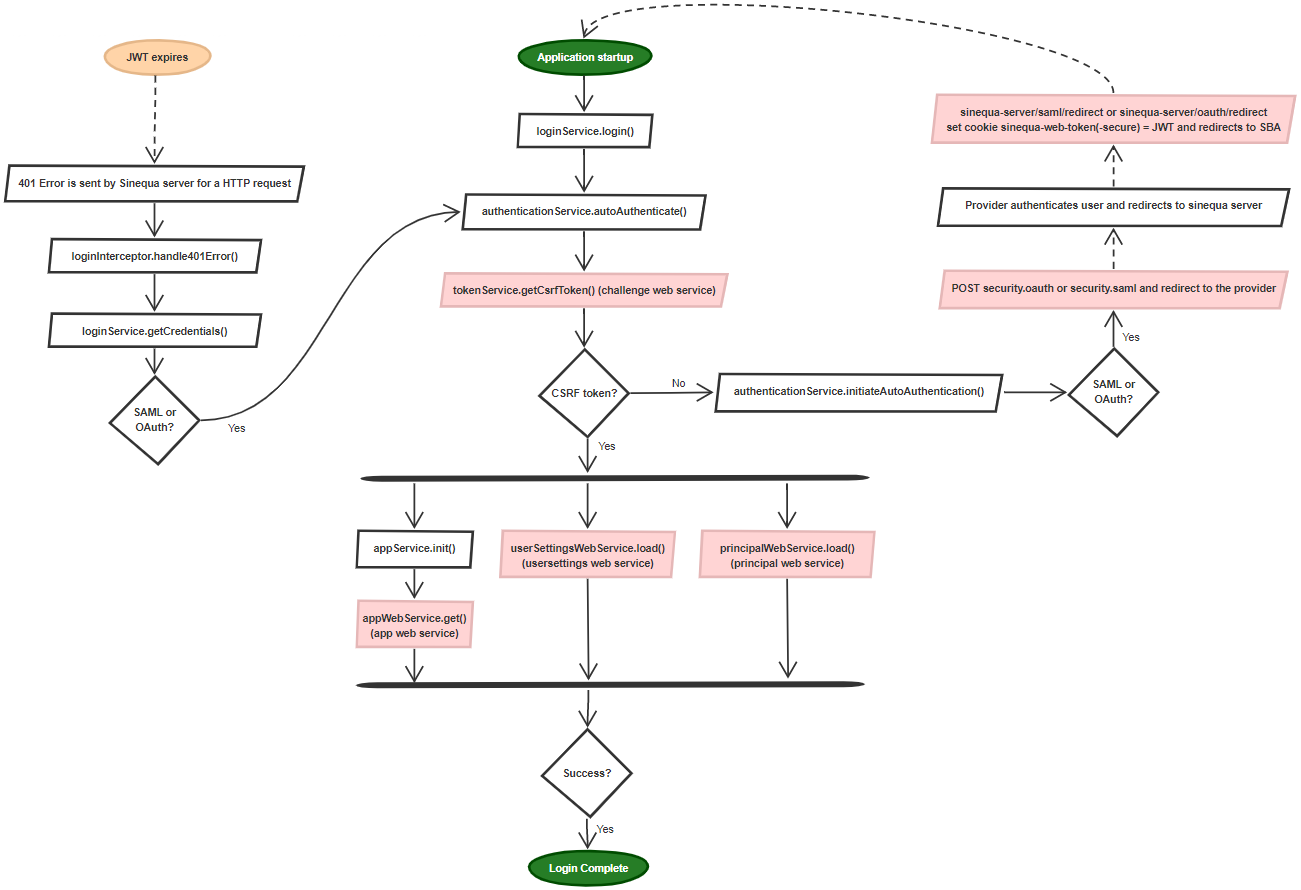 JWT expires
401 Error is sent by Sinequa server for a HTTP request
loginInterceptor.handle401Error()
loginService.getCredentials()
SAML or
OAuth?
Yes
Application startup
loginService.login()
authenticationService.autoAuthenticate()
tokenService.getCsrfToken() (challenge web service)
CSRF token?
No
Yes
authenticationService.initiateAutoAuthentication()
SAML or
OAuth?
Yes
POST security.oauth or security.saml and redirect to the provider
Provider authenticates user and redirects to sinequa server
sinequa-server/saml/redirect or sinequa-server/oauth/redirect
set cookie sinequa-web-token(-secure) = JWT and redirects to SBA
appService.init()
appWebService.get()
(app web service)
userSettingsWebService.load()
(usersettings web service)
principalWebService.load()
(principal web service)
Success?
Yes
Login Complete